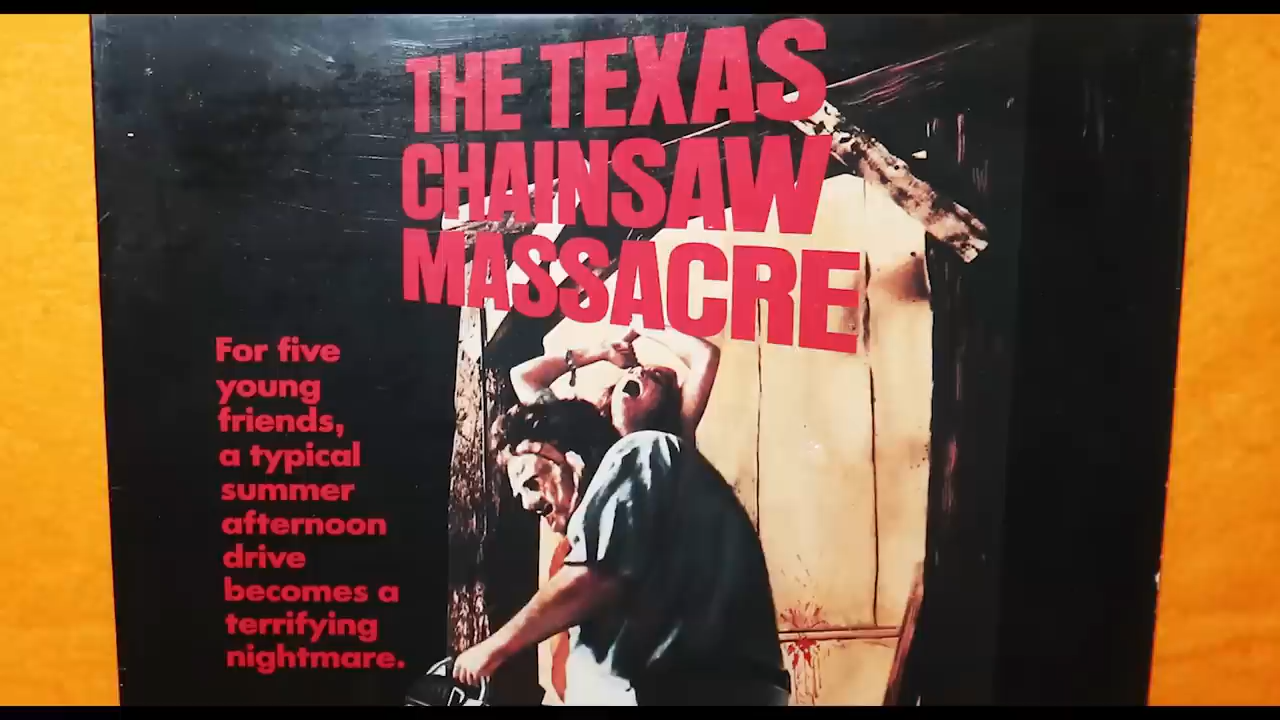 THE TEXAS
CHAINSAW
MASSACRE
For five
young
friends,
a typical
summer
afternoon
drive
becomes a
terrifying
nightmare.